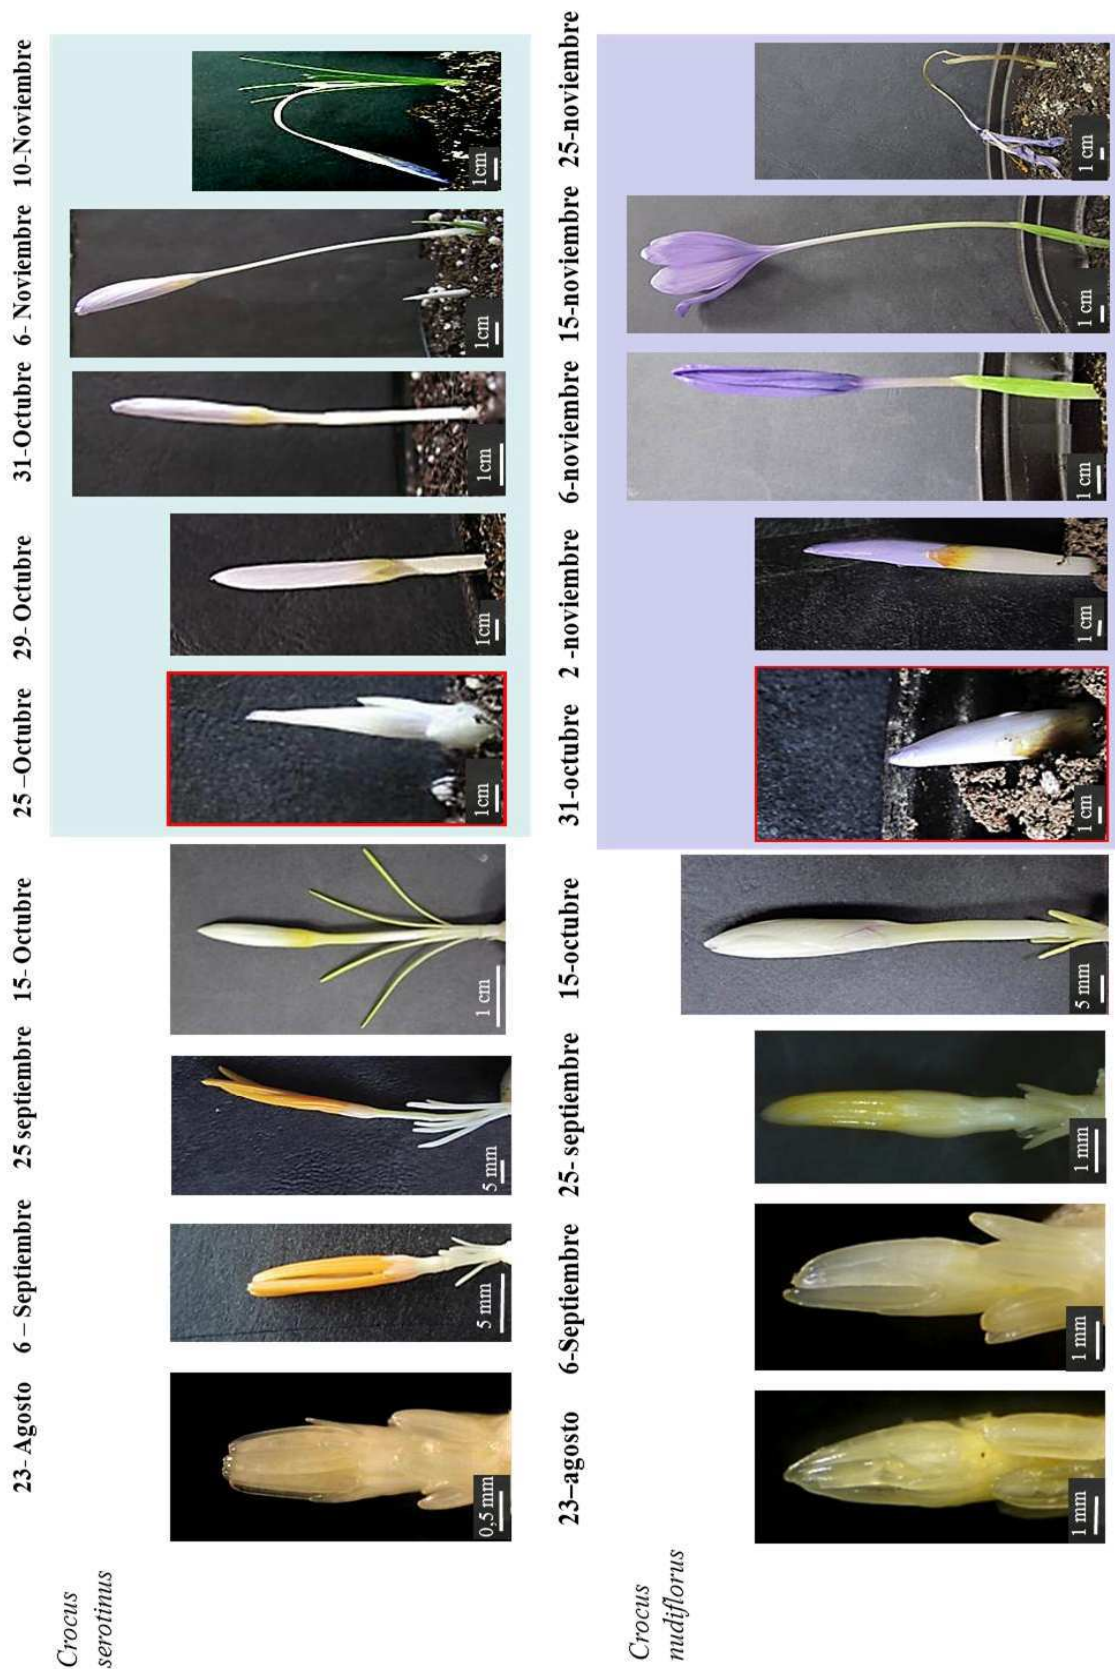 23- Agosto
6 – Septiembre
25 septiembre
15- Octubre
25 –Octubre
29- Octubre
31-Octubre
6- Noviembre
10-Noviembre
Crocus
serotinus
0,5 mm
5 mm
5 mm
1 cm
1cm
1cm
1cm
1cm
1cm
23–agosto
6-Septiembre
25- septiembre
15-octubre
31-octubre
2 -noviembre
6-noviembre
15-noviembre
25-noviembre
Crocus
nudiflorus
1 mm
1 mm
1 mm
5 mm
1 cm
1 cm
1 cm
1 cm
1 cm